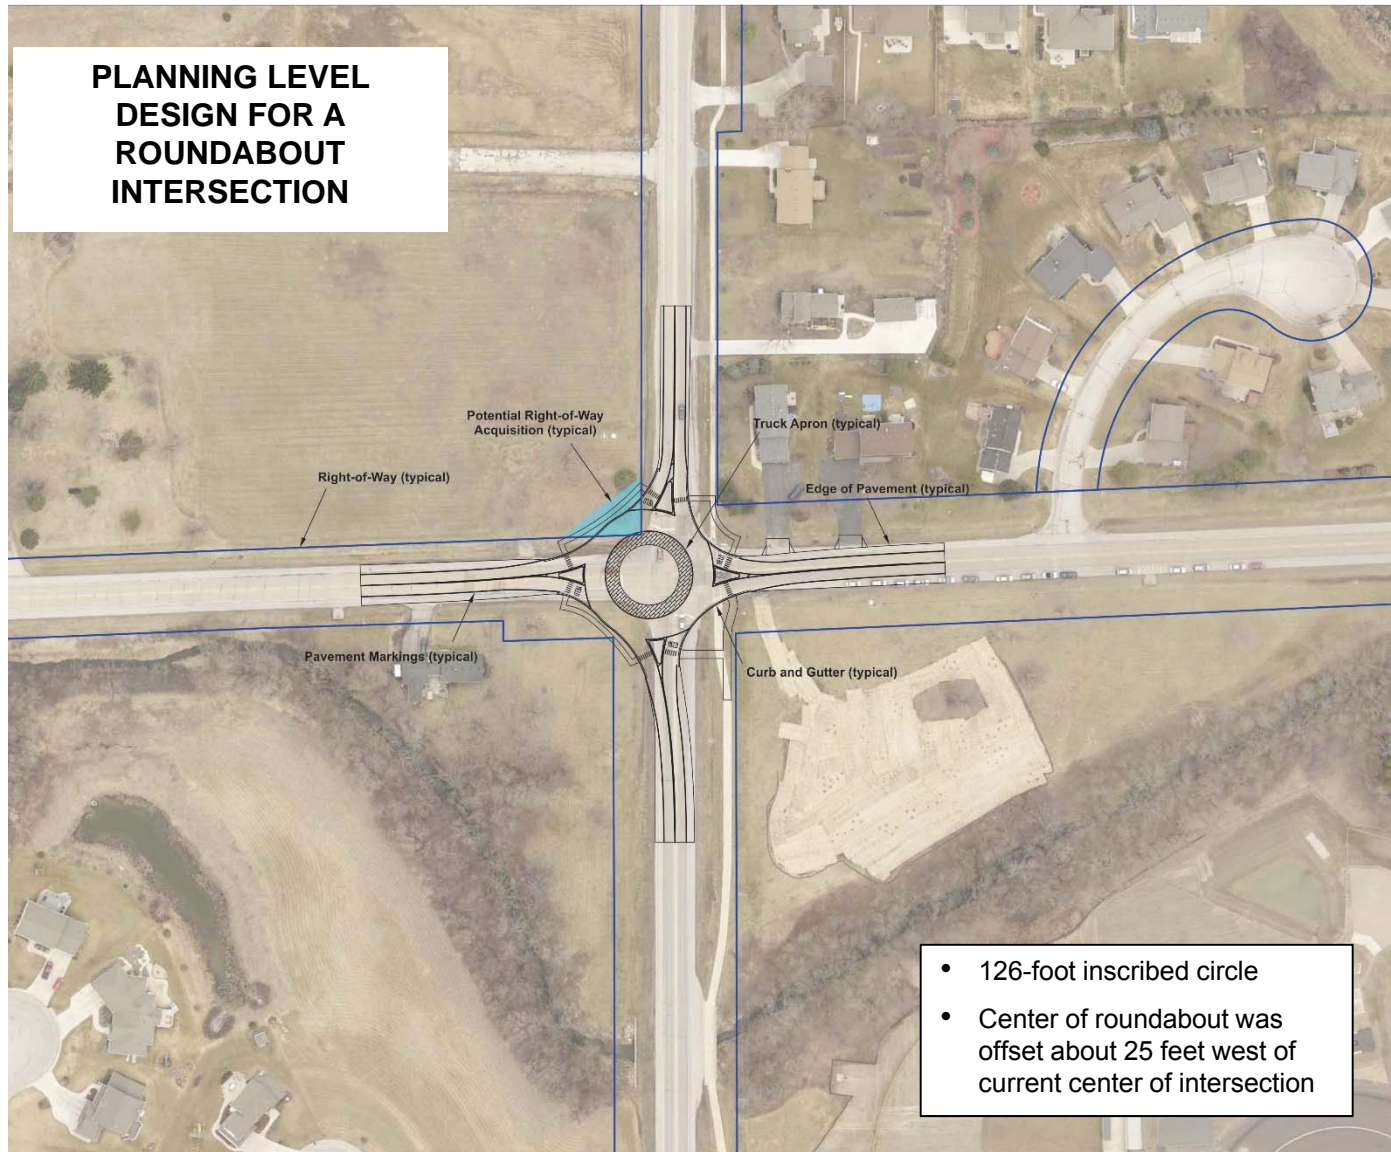 PLANNING LEVEL
DESIGN FOR A
ROUNDABOUT
INTERSECTION
Potential Right-of-Way
Acquisition (typical)
Truck Apron (typical)
Right-of-Way (typical)
Edge of Pavement (typical)
Pavement Markings (typical)
Curb and Gutter (typical)
• 126-foot inscribed circle
• Center of roundabout was
offset about 25 feet west of
current center of intersection